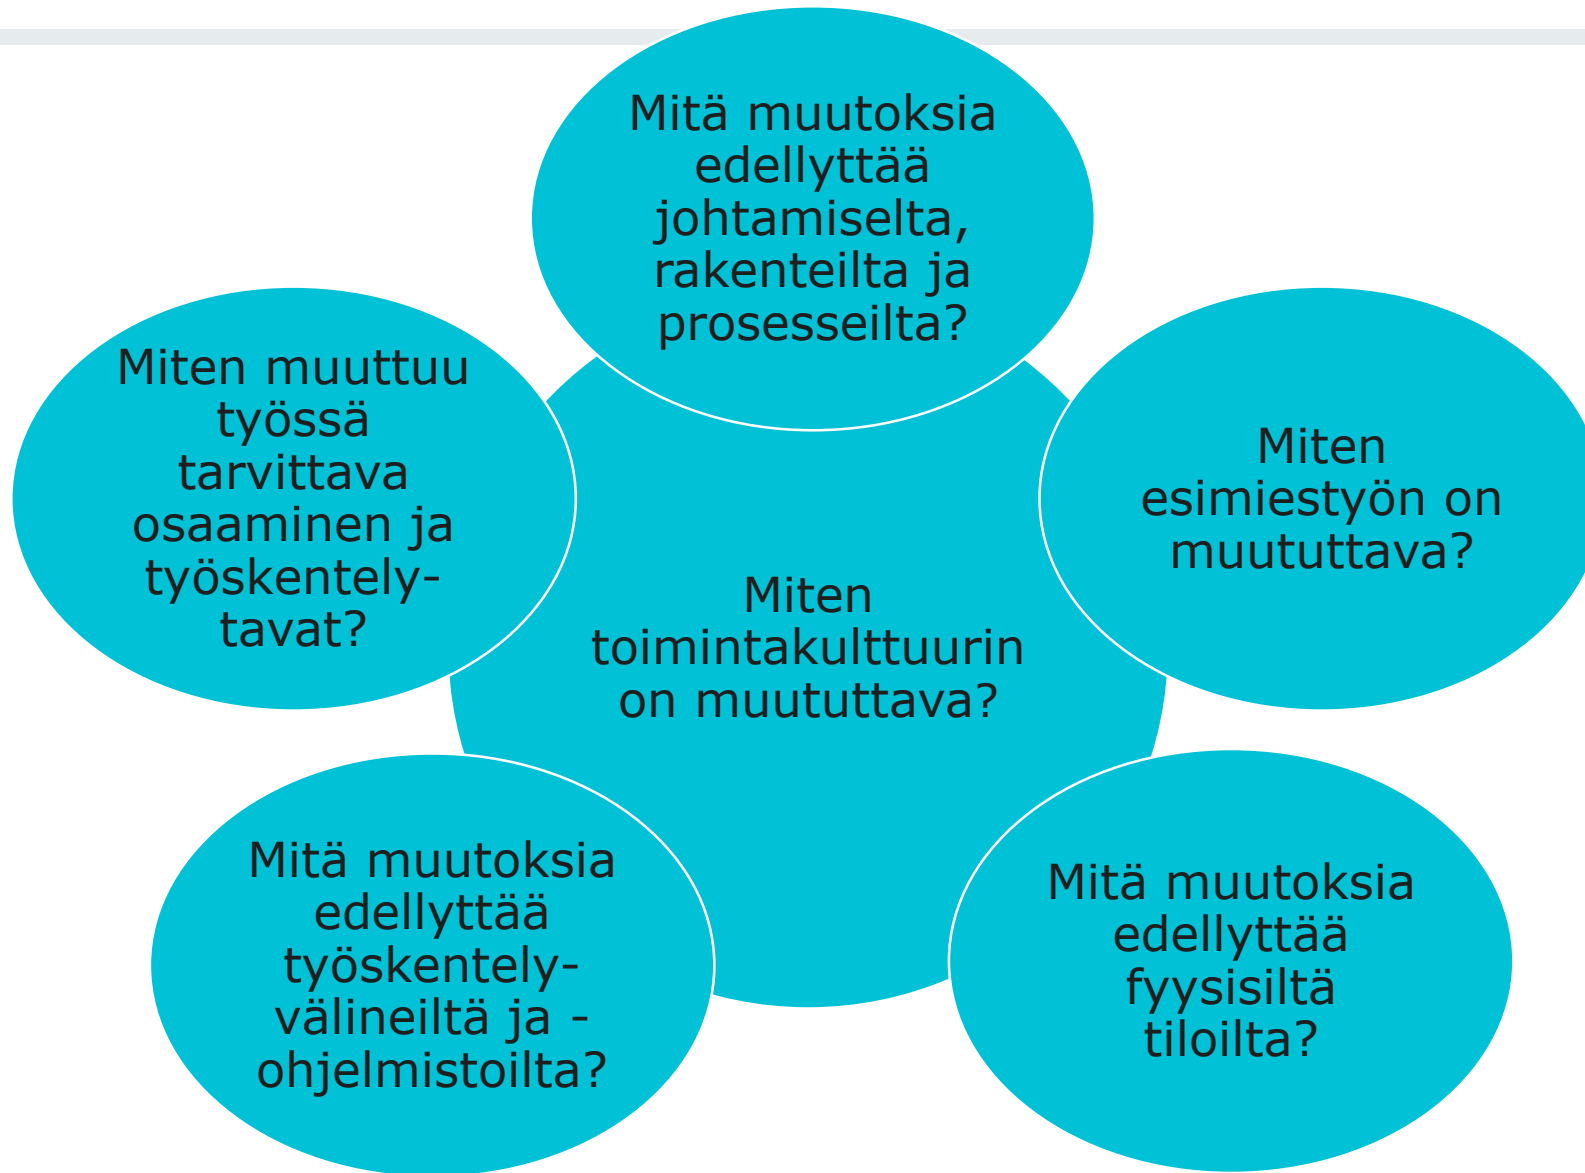 Mitä muutoksia
edellyttää
johtamiselta,
rakenteilta ja
prosesseilta?
Miten muuttuu
työssä
tarvittava
osaaminen ja
työskentely-
tavat?
Miten
esimiestyön on
muututtava?
Miten
toimintakulttuurin
on muututtava?
Mitä muutoksia
edellyttää
työskentely-
välineiltä ja -
ohjelmistoilta?
Mitä muutoksia
edellyttää
fyysisiltä
tiloilta?